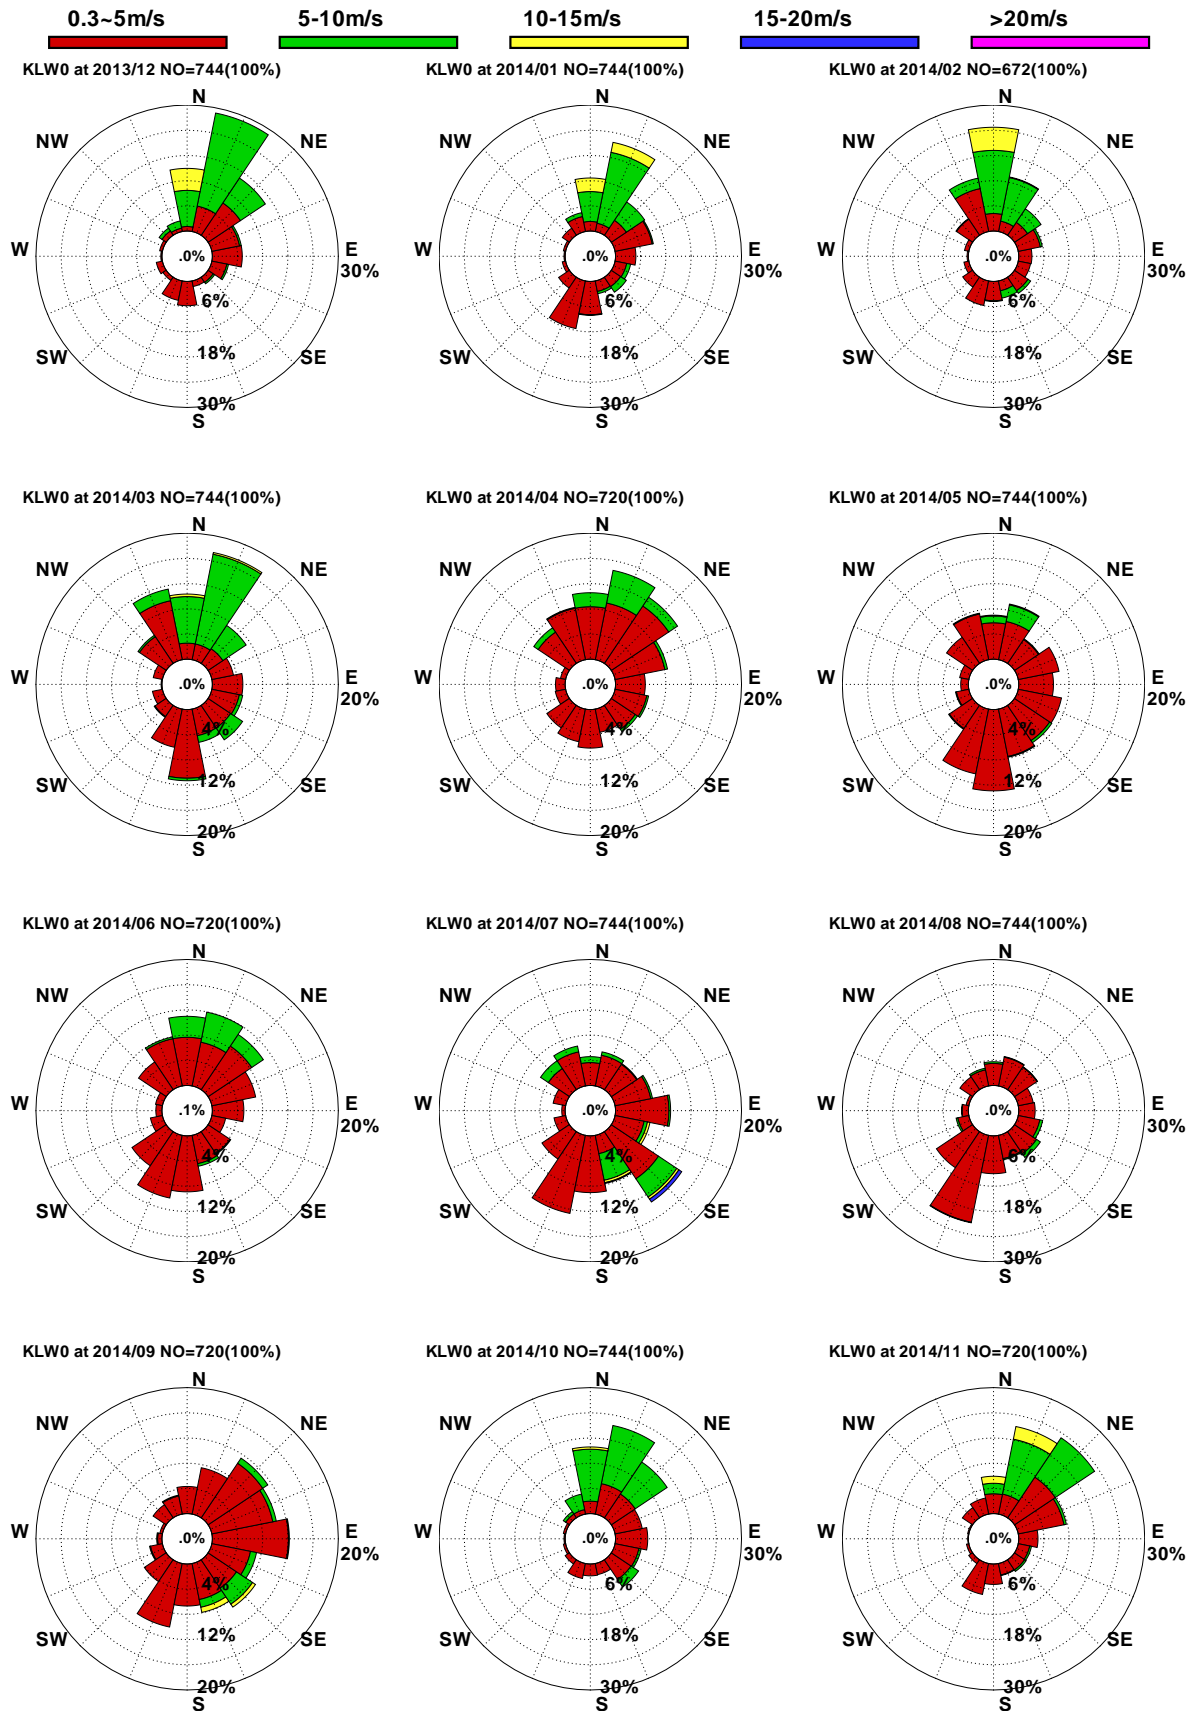 0.3~5m/s 5-10m/s 10-15m/s 15-20m/s >20m/s
KLW0 at 2013/12 NO=744(100%) KLW0 at 2014/01 NO=744(100%) KLW0 at 2014/02 NO=672(100%)
N N N
NW NE NW NE NW NE
W .0% E W .0% E W .0% E
30% 30% 30%
6% 6% 6%
SW 18% SE SW 18% SE SW 18% SE
30% 30% 30%
S S S
KLW0 at 2014/03 NO=744(100%) KLW0 at 2014/04 NO=720(100%) KLW0 at 2014/05 NO=744(100%)
N N N
NW NE NW NE NW NE
W .0% E W .0% E W .0% E
20% 20% 20%
4% 4% 4%
SW 12% SE SW 12% SE SW 12% SE
20% 20% 20%
S S S
KLW0 at 2014/06 NO=720(100%) KLW0 at 2014/07 NO=744(100%) KLW0 at 2014/08 NO=744(100%)
N N N
NW NE NW NE NW NE
W .1% E W .0% E W .0% E
20% 20% 30%
4% 4% 6%
SW 12% SE SW 12% SE SW 18% SE
20% 20% 30%
S S S
KLW0 at 2014/09 NO=720(100%) KLW0 at 2014/10 NO=744(100%) KLW0 at 2014/11 NO=720(100%)
N N N
NW NE NW NE NW NE
W .0% E W .0% E W .0% E
20% 30% 30%
4% 6% 6%
SW 12% SE SW 18% SE SW 18% SE
20% 30% 30%
S S S